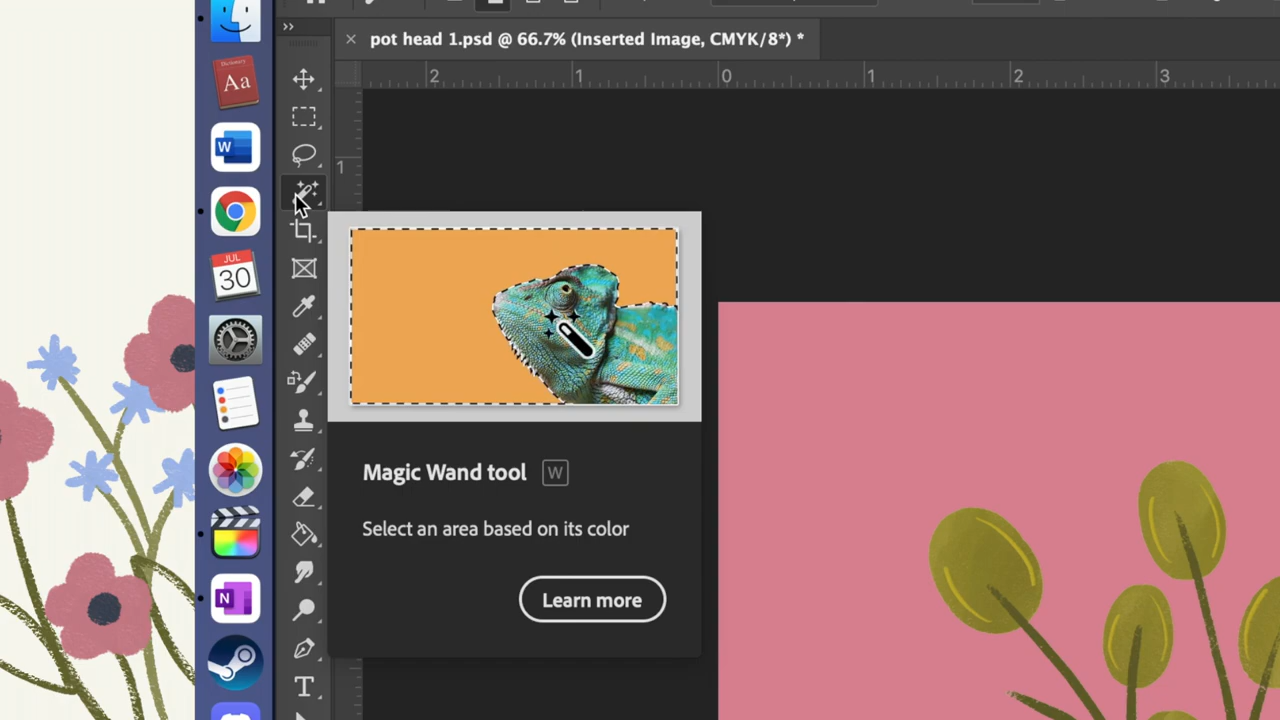 pot head 1.psd @ 66.7% (Inserted Image, CMYK/8*) *
2 1 0 1 2 3
Dictionary
Aa
W
JUL
30
1
Magic Wand tool W
Select an area based on its color
Learn more
N
T